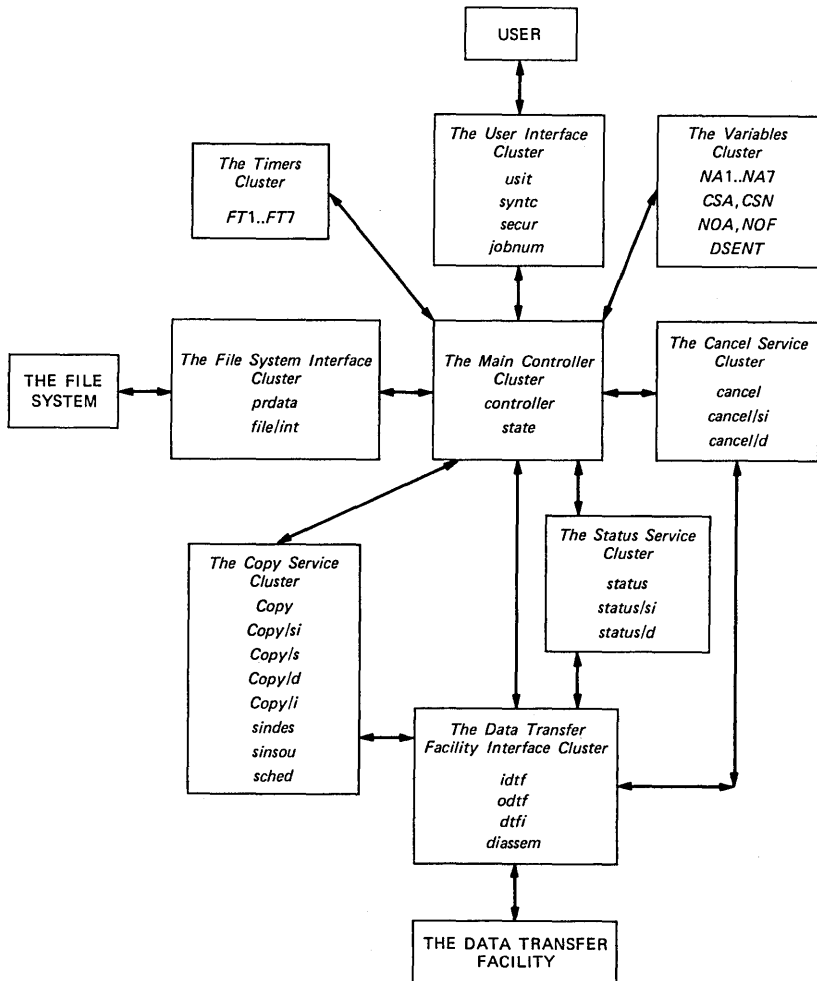 USER
The User Interface
Cluster
usit
syntc
secur
jobnum
The Timers
Cluster
FT1..FT7
The Variables
Cluster
NA1..NA7
CSA, CSN
NOA, NOF
DSENT
THE FILE
SYSTEM
The File System Interface
Cluster
prdata
file/int
The Main Controller
Cluster
controller
state
The Cancel Service
Cluster
cancel
cancel/si
cancel/d
The Copy Service
Cluster
Copy
Copy/si
Copy/s
Copy/d
Copy/i
sindes
sinsou
sched
The Status Service
Cluster
status
status/si
status/d
The Data Transfer
Facility Interface Cluster
idtf
odtf
dtfi
diassem
THE DATA TRANSFER
FACILITY